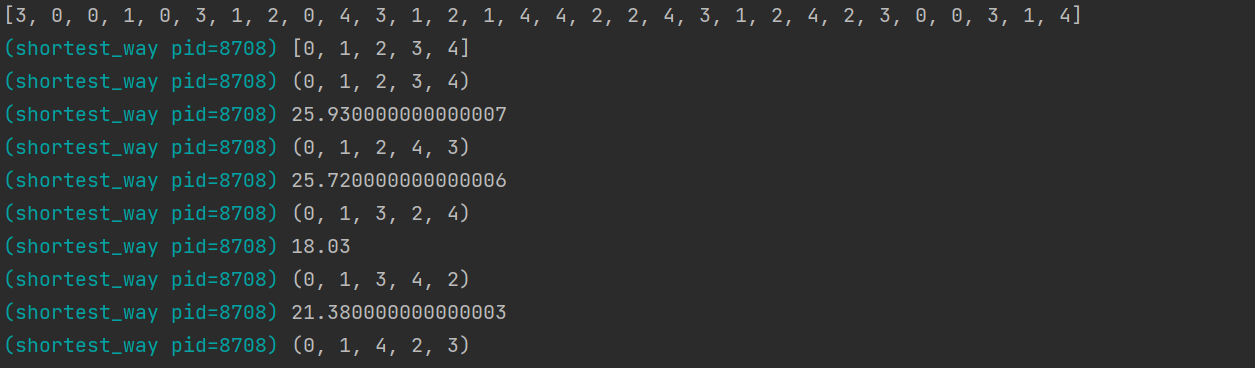 [3, 0, 0, 1, 0, 3, 1, 2, 0, 4, 3, 1, 2, 1, 4, 4, 2, 2, 4, 3, 1, 2, 4, 2, 3, 0, 0, 3, 1, 4]
(shortest_way pid=8708) [0, 1, 2, 3, 4]
(shortest_way pid=8708) (0, 1, 2, 3, 4)
(shortest_way pid=8708) 25.930000000000007
(shortest_way pid=8708) (0, 1, 2, 4, 3)
(shortest_way pid=8708) 25.720000000000006
(shortest_way pid=8708) (0, 1, 3, 2, 4)
(shortest_way pid=8708) 18.03
(shortest_way pid=8708) (0, 1, 3, 4, 2)
(shortest_way pid=8708) 21.380000000000003
(shortest_way pid=8708) (0, 1, 4, 2, 3)